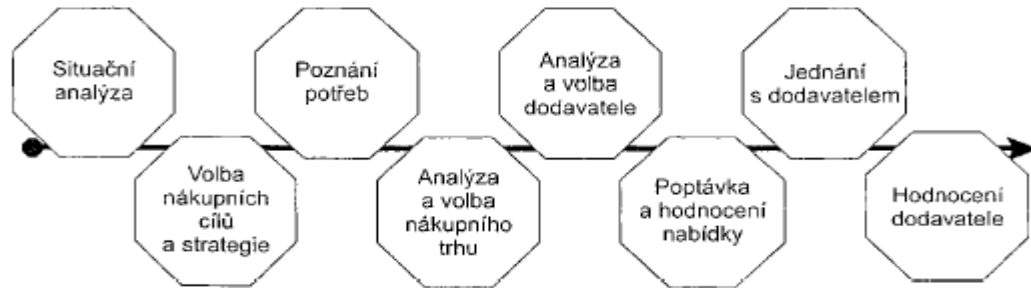 Situační
analýza
Volba
nákupních
cílů
a strategie
Poznání
potřeb
Analýza
a volba
nákupního
trhu
Analýza
a volba
dodavatele
Poptávka
a hodnocení
nabídky
Jednání
s dodavatelem
Hodnocení
dodavatele